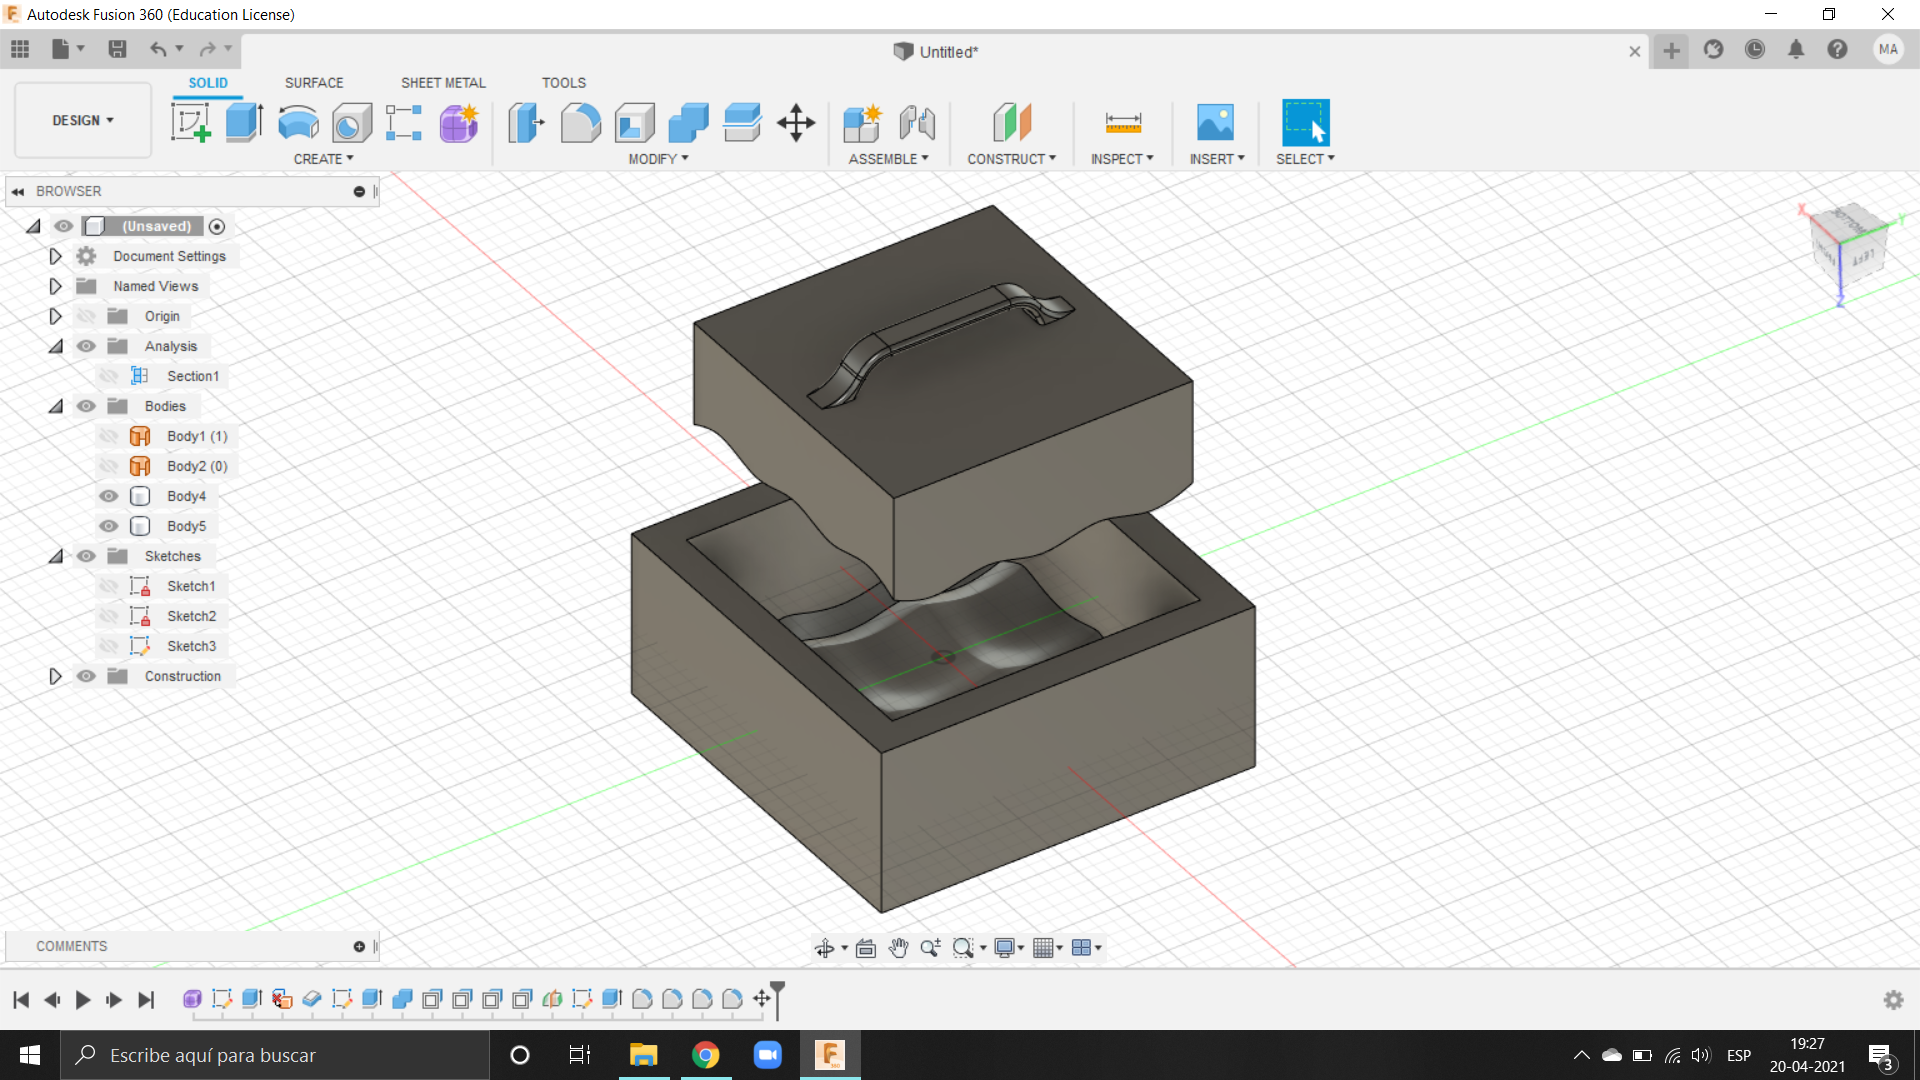 Autodesk Fusion 360 (Education License)
Untitled*
MA
SOLID SURFACE SHEET METAL TOOLS
DESIGN
CREATE MODIFY ASSEMBLE CONSTRUCT INSPECT INSERT SELECT
BROWSER
(Unsaved)
Document Settings
Named Views
Origin
Analysis
Section1
Bodies
Body1 (1)
Body2 (0)
Body4
Body5
Sketches
Sketch1
Sketch2
Sketch3
Construction
X
Y
BOTTOM
LEFT
Z
COMMENTS
Escribe aquí para buscar
ESP
19:27
20-04-2021
3